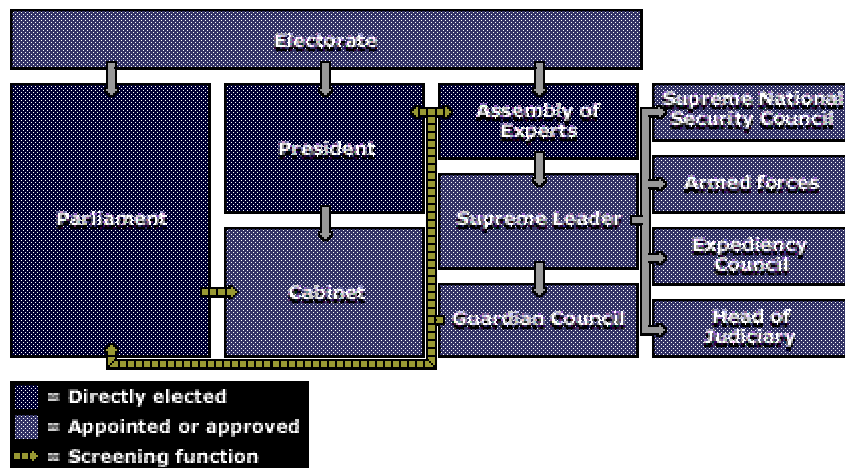 Electorate
Parliament
President
Cabinet
Assembly of
Experts
Supreme Leader
Guardian Council
Supreme National
Security Council
Armed forces
Expediency
Council
Head of
Judiciary
= Directly elected
= Appointed or approved
= Screening function